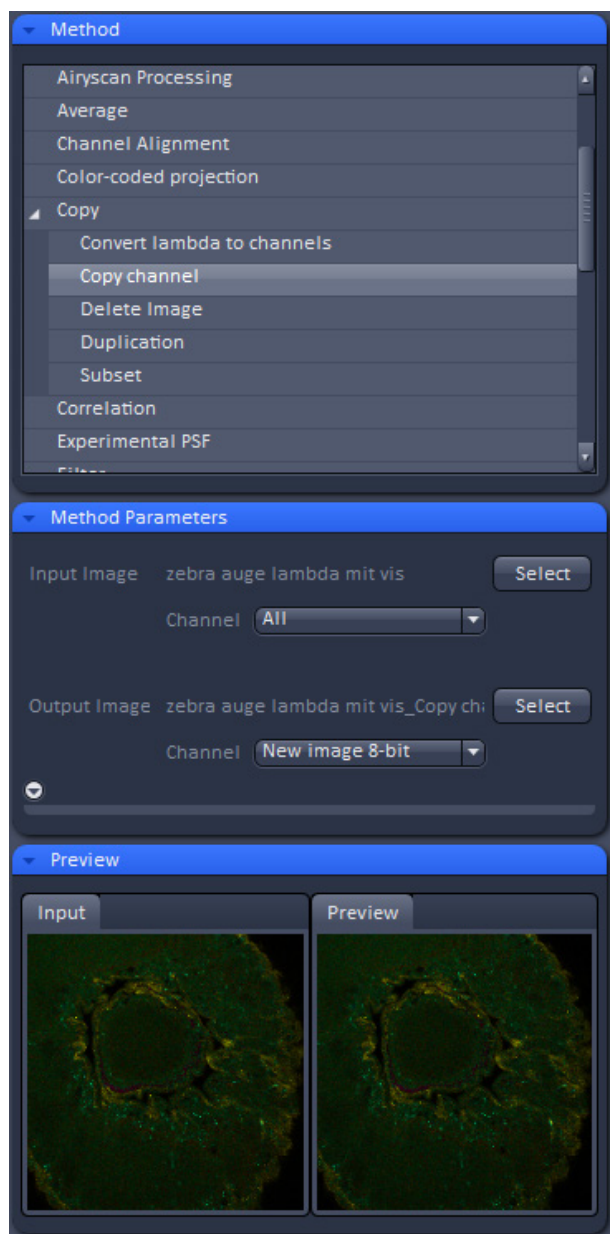 Method
Airyscan Processing
Average
Channel Alignment
Color-coded projection
Copy
Convert lambda to channels
Copy channel
Delete Image
Duplication
Subset
Correlation
Experimental PSF
Method Parameters
Input Image zebra auge lambda mit vis Select
Channel All
Output Image zebra auge lambda mit vis_Copy cha Select
Channel New image 8-bit
Preview
Input Preview